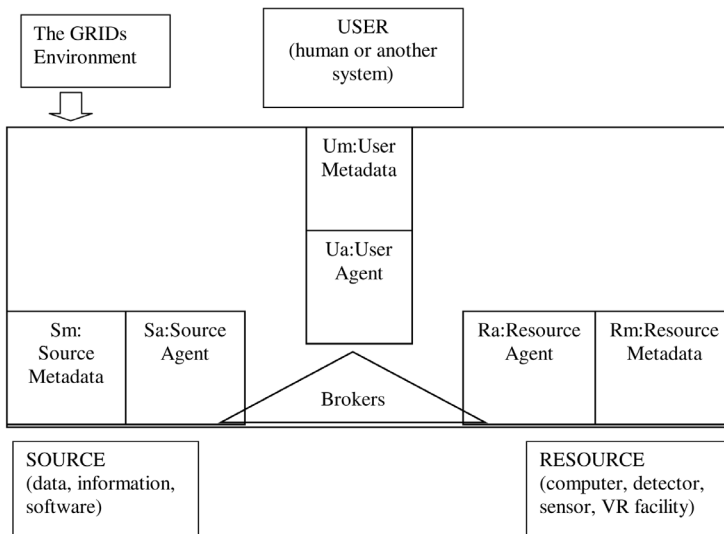 The GRIDs
Environment
USER
(human or another
system)
Um:User
Metadata
Ua:User
Agent
Sm:
Source
Metadata
Sa:Source
Agent
Ra:Resource
Agent
Rm:Resource
Metadata
Brokers
SOURCE
(data, information,
software)
RESOURCE
(computer, detector,
sensor, VR facility)